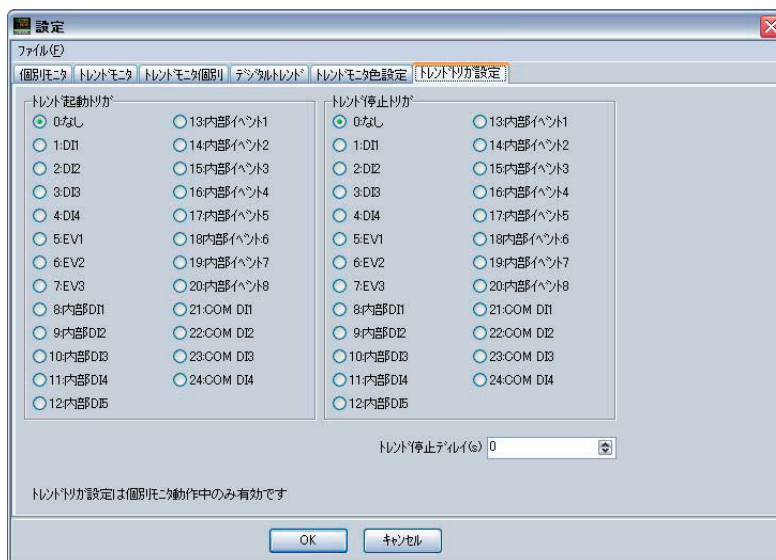 設定
ファイル(F)
個別モニタ トレンドモニタ トレンドモニタ個別 デジタルトレンド トレンドモニタ色設定 トレンドトリガ設定
トレンド起動トリガ
0:なし
1:DI1
2:DI2
3:DI3
4:DI4
5:EV1
6:EV2
7:EV3
8:内部DI1
9:内部DI2
10:内部DI3
11:内部DI4
12:内部DI5
13:内部イベント1
14:内部イベント2
15:内部イベント3
16:内部イベント4
17:内部イベント5
18内部イベント:6
19:内部イベント7
20:内部イベント8
21:COM DI1
22:COM DI2
23:COM DI3
24:COM DI4
トレンド停止トリガ
0:なし
1:DI1
2:DI2
3:DI3
4:DI4
5:EV1
6:EV2
7:EV3
8:内部DI1
9:内部DI2
10:内部DI3
11:内部DI4
12:内部DI5
13:内部イベント1
14:内部イベント2
15:内部イベント3
16:内部イベント4
17:内部イベント5
18内部イベント:6
19:内部イベント7
20:内部イベント8
21:COM DI1
22:COM DI2
23:COM DI3
24:COM DI4
トレンド停止ディレイ(s) 0
トレンドトリガ設定は個別モニタ動作中のみ有効です
OK キャンセル